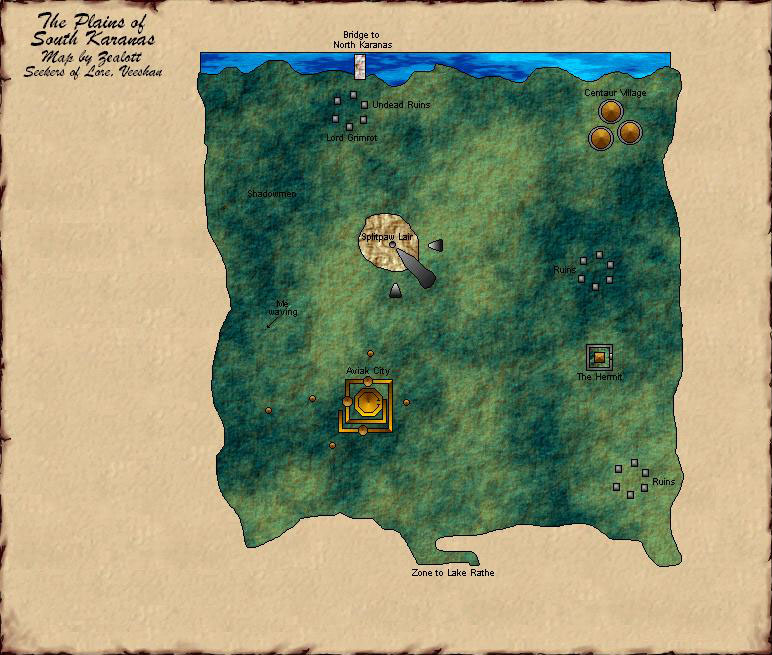 The Plains of
South Karanas
Map by Zealott
Seekers of Lore, Veeshan
Bridge to
North Karanas
Centaur Village
Undead Ruins
Lord Grimrot
Shadowmep
Splitpaw Lair
Ruins
Me
waving
Aviak City
The Hermit
Ruins
Zone to Lake Rathe